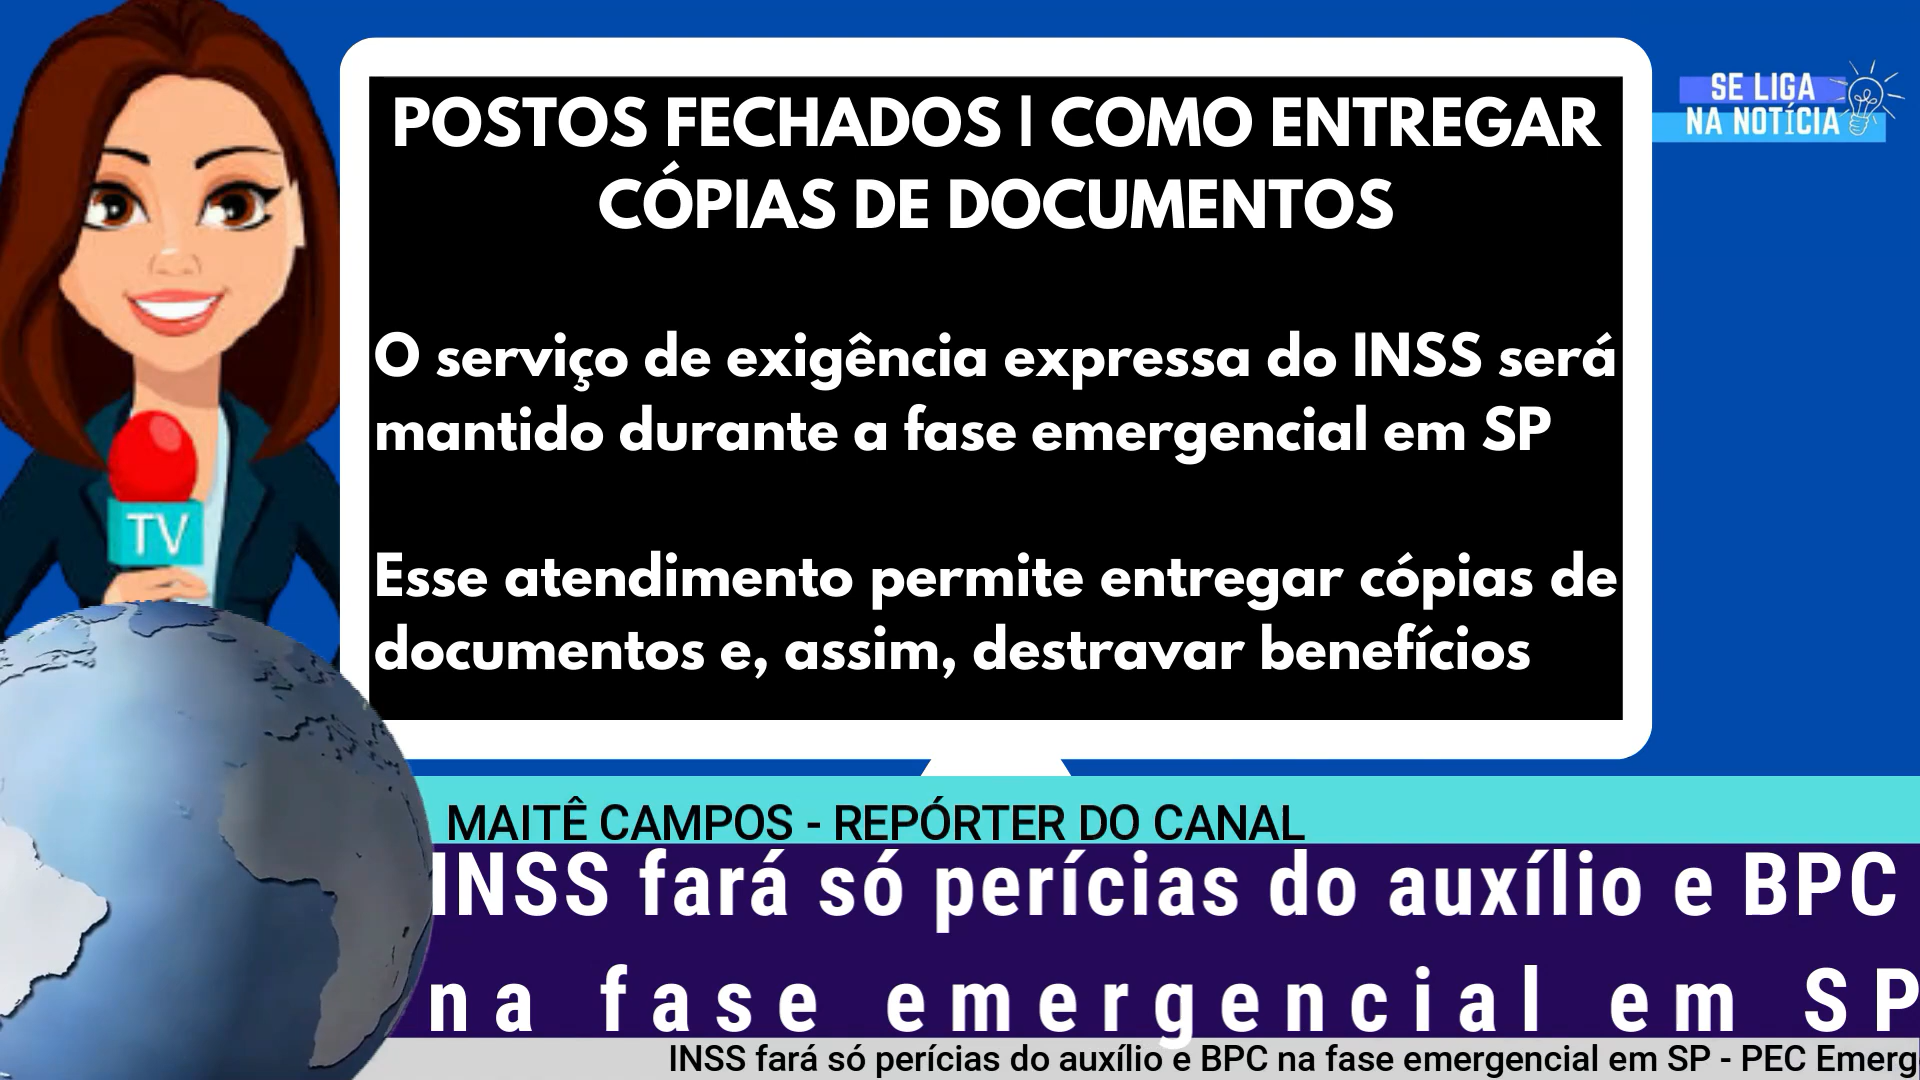 SE LIGA
NA NOTÍCIA
POSTOS FECHADOS | COMO ENTREGAR
CÓPIAS DE DOCUMENTOS
O serviço de exigência expressa do INSS será
mantido durante a fase emergencial em SP
Esse atendimento permite entregar cópias de
documentos e, assim, destravar benefícios
TV
MAITÊ CAMPOS - REPÓRTER DO CANAL
INSS fará só perícias do auxílio e BPC
na fase emergencial em SP
INSS fará só perícias do auxílio e BPC na fase emergencial em SP - PEC Emerg